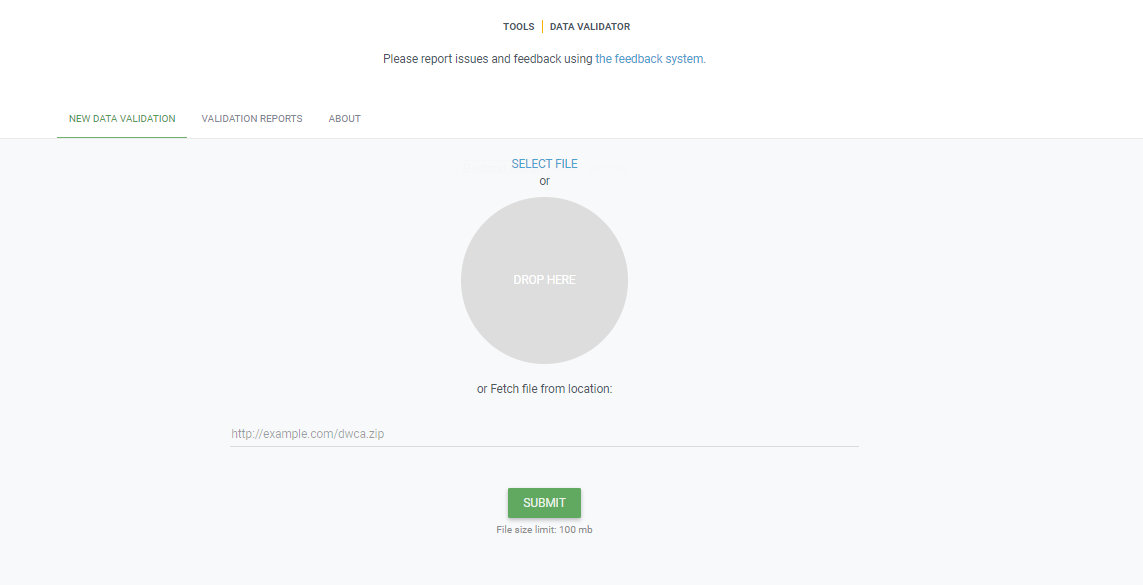 TOOLS | DATA VALIDATOR
Please report issues and feedback using the feedback system.
NEW DATA VALIDATION VALIDATION REPORTS ABOUT
SELECT FILE
or
DROP HERE
or Fetch file from location:
http://example.com/dwca.zip
SUBMIT
File size limit: 100 mb